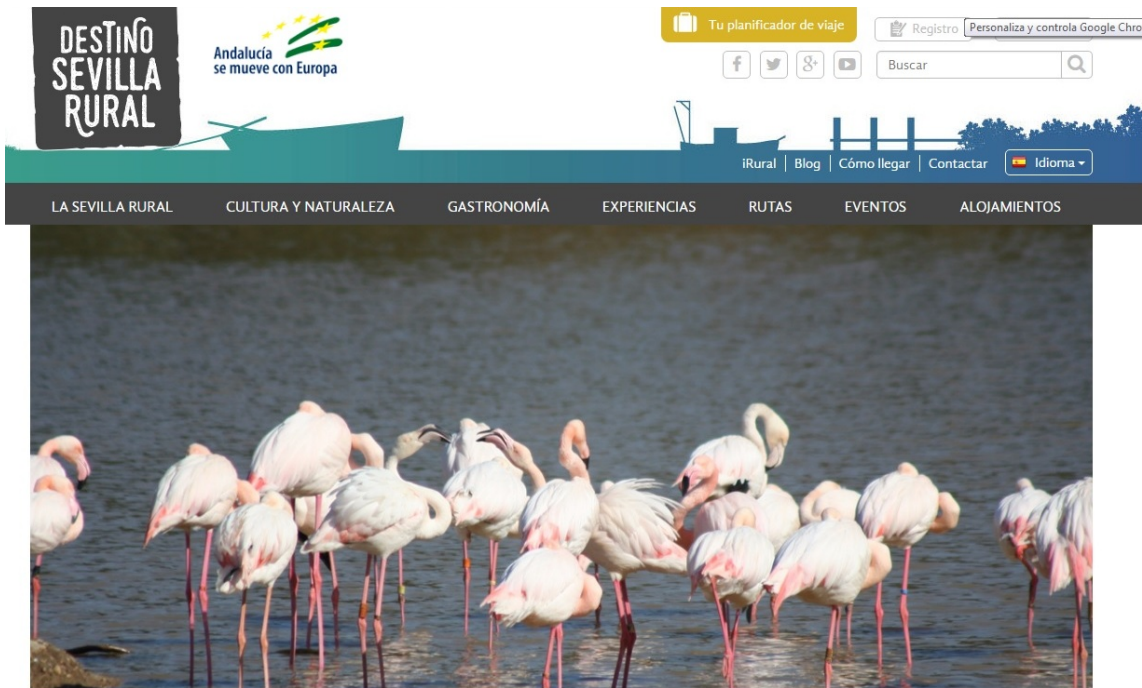 DESTINO
SEVILLA
RURAL
Andalucía
se mueve con Europa
Tu planificador de viaje
Registro
Personaliza y controla Google Chro
Buscar
iRural | Blog | Cómo llegar | Contactar
Idioma
LA SEVILLA RURAL CULTURA Y NATURALEZA GASTRONOMÍA EXPERIENCIAS RUTAS EVENTOS ALOJAMIENTOS